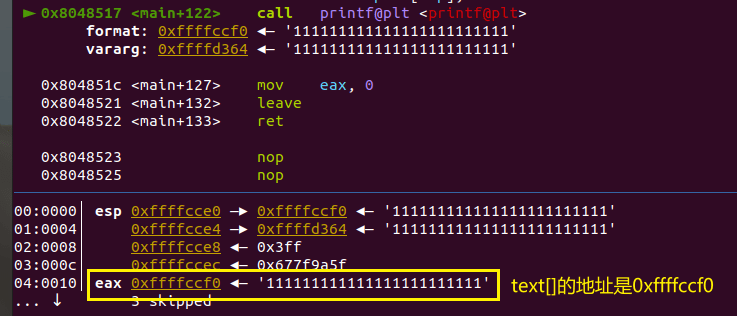 ► 0x8048517 <main+122> call printf@plt <printf@plt>
format: 0xffffccf0 ◄— '111111111111111111111111'
vararg: 0xffffd364 ◄— '111111111111111111111111'
0x804851c <main+127> mov eax, 0
0x8048521 <main+132> leave
0x8048522 <main+133> ret
0x8048523 nop
0x8048525 nop
00:0000│ esp 0xffffcce0 —► 0xffffccf0 ◄— '111111111111111111111111'
01:0004│ 0xffffcce4 —► 0xffffd364 ◄— '111111111111111111111111'
02:0008│ 0xffffcce8 ◄— 0x3ff
03:000c│ 0xffffccec ◄— 0x677f9a5f
04:0010│ eax 0xffffccf0 ◄— '111111111111111111111111' text[]的地址是0xffffccf0
... ↓ 3 skipped